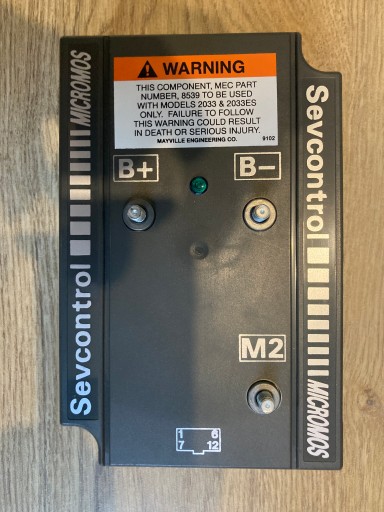 WARNING
THIS COMPONENT, MEC PART
NUMBER, 8539 TO BE USED
WITH MODELS 2033 & 2033ES
ONLY. FAILURE TO FOLLOW
THIS WARNING COULD RESULT
IN DEATH OR SERIOUS INJURY.
MAYVILLE ENGINEERING CO. 9102
B+
B-
M2
1 6
7 12
Sevcontrol MICROMOS
Sevcontrol MICROMOS